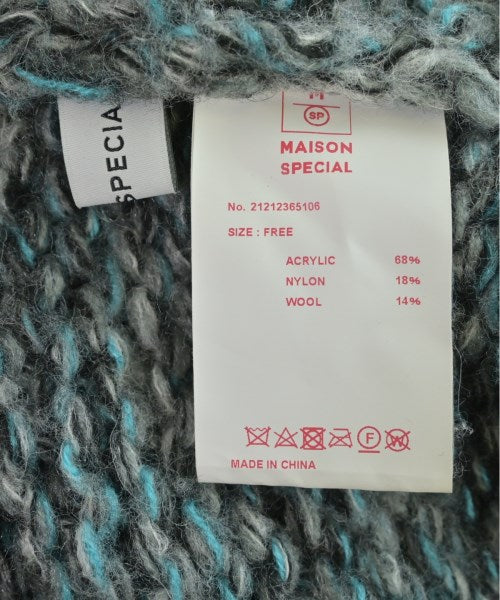 SPECIA
M
SP
MAISON
SPECIAL
No. 21212365106
SIZE : FREE
ACRYLIC 68%
NYLON 18%
WOOL 14%
F
W
MADE IN CHINA